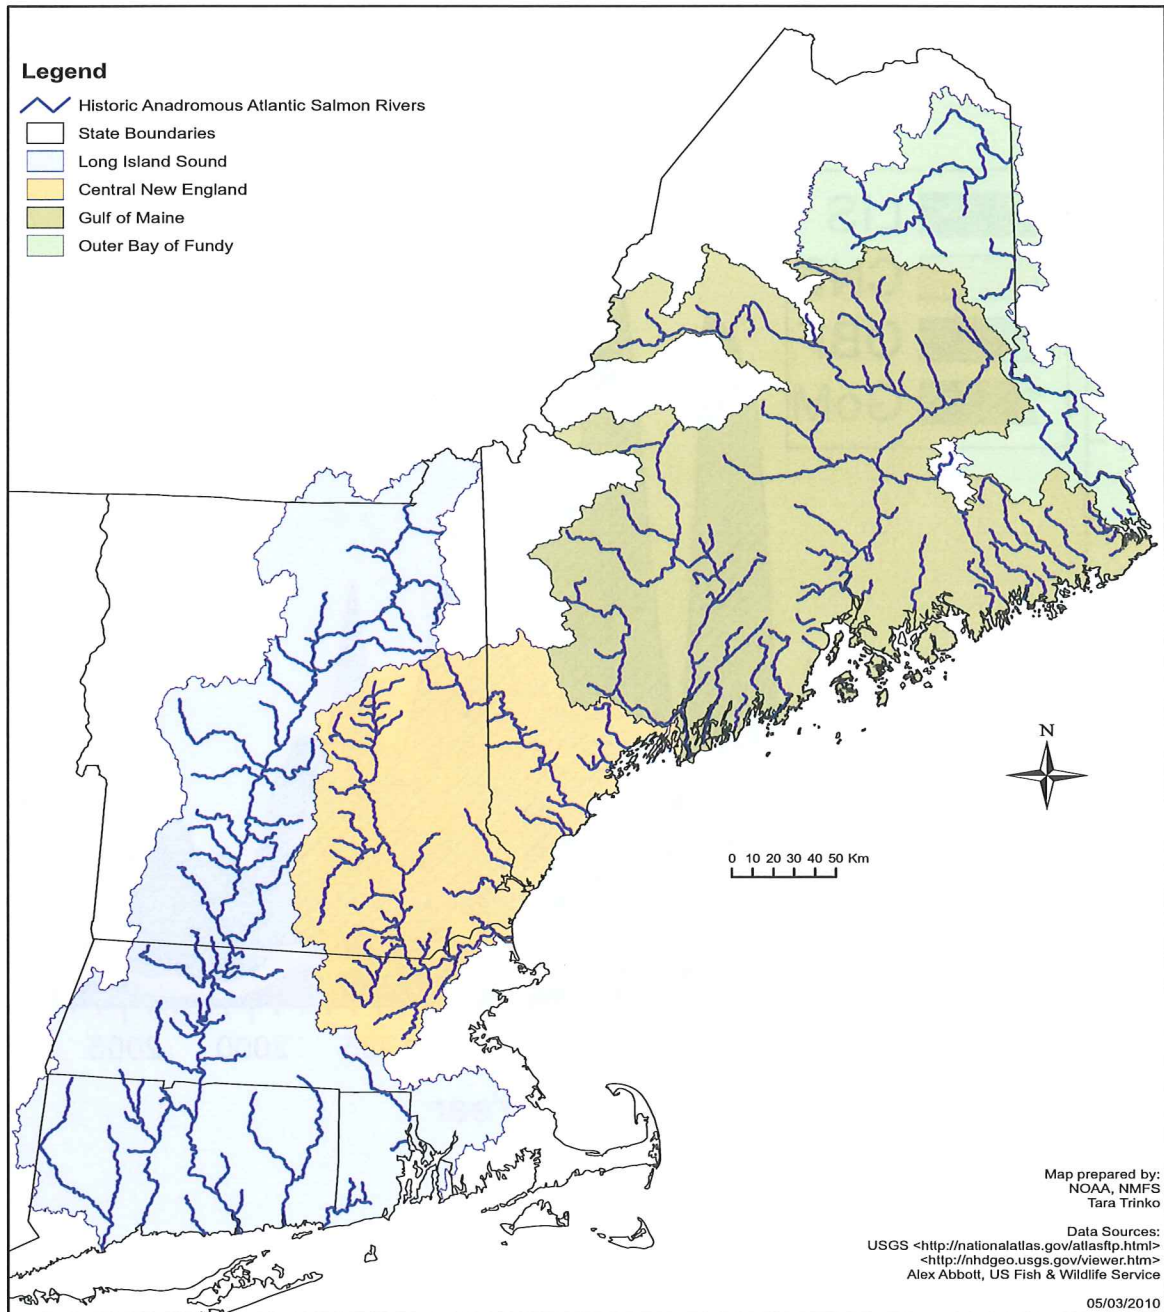 Legend
Historic Anadromous Atlantic Salmon Rivers
State Boundaries
Long Island Sound
Central New England
Gulf of Maine
Outer Bay of Fundy
N
0 10 20 30 40 50 Km
Map prepared by:
NOAA, NMFS
Tara Trinko
Data Sources:
USGS <http://nationalatlas.gov/atlasftp.html>
<http://nhdgeo.usgs.gov/viewer.htm>
Alex Abbott, US Fish & Wildlife Service
05/03/2010